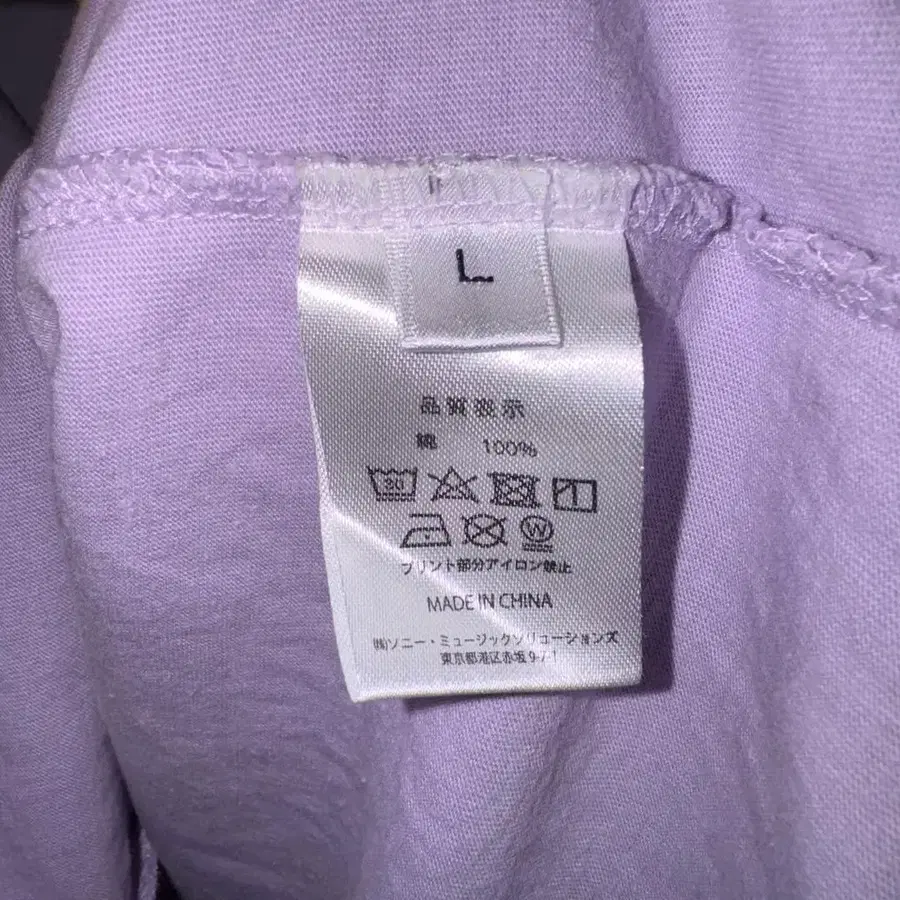 L
品質表示
綿 100%
30
W
プリント部分アイロン禁止
MADE IN CHINA
㈱ソニー・ミュージックソリューションズ
東京都港区赤坂9-7-1